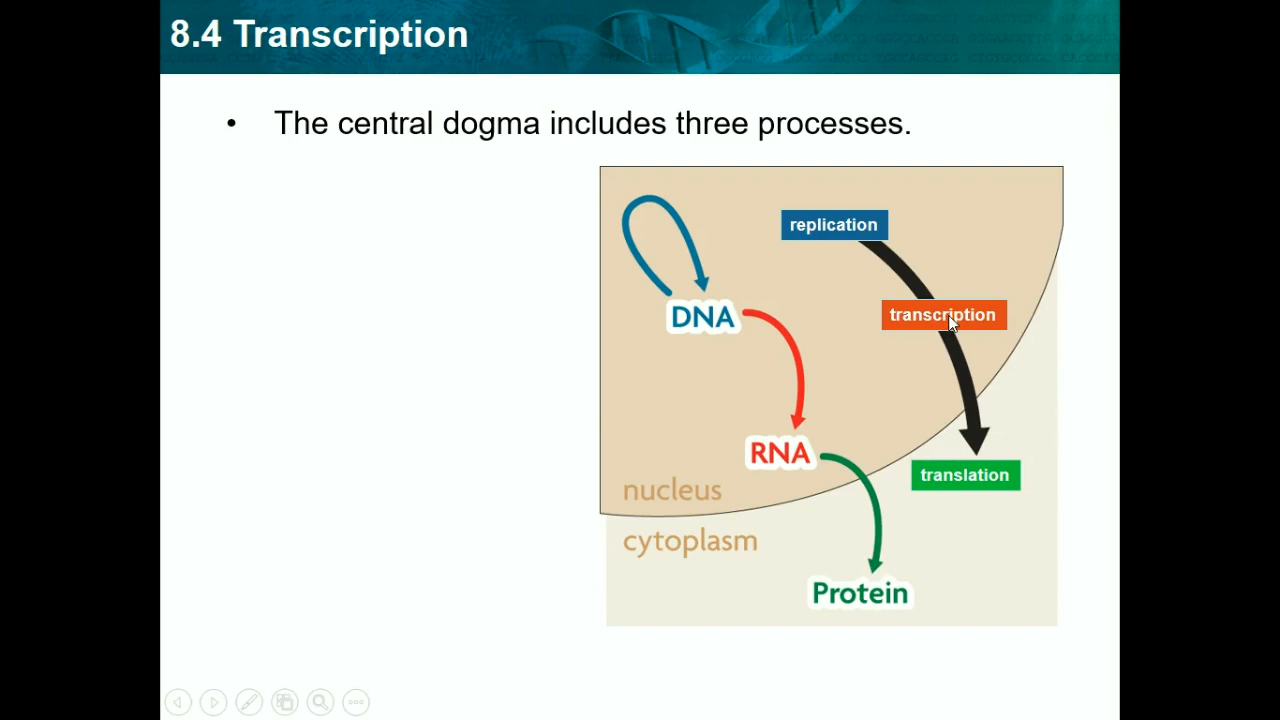 8.4 Transcription
• The central dogma includes three processes.
replication
DNA
transcription
RNA
translation
nucleus
cytoplasm
Protein